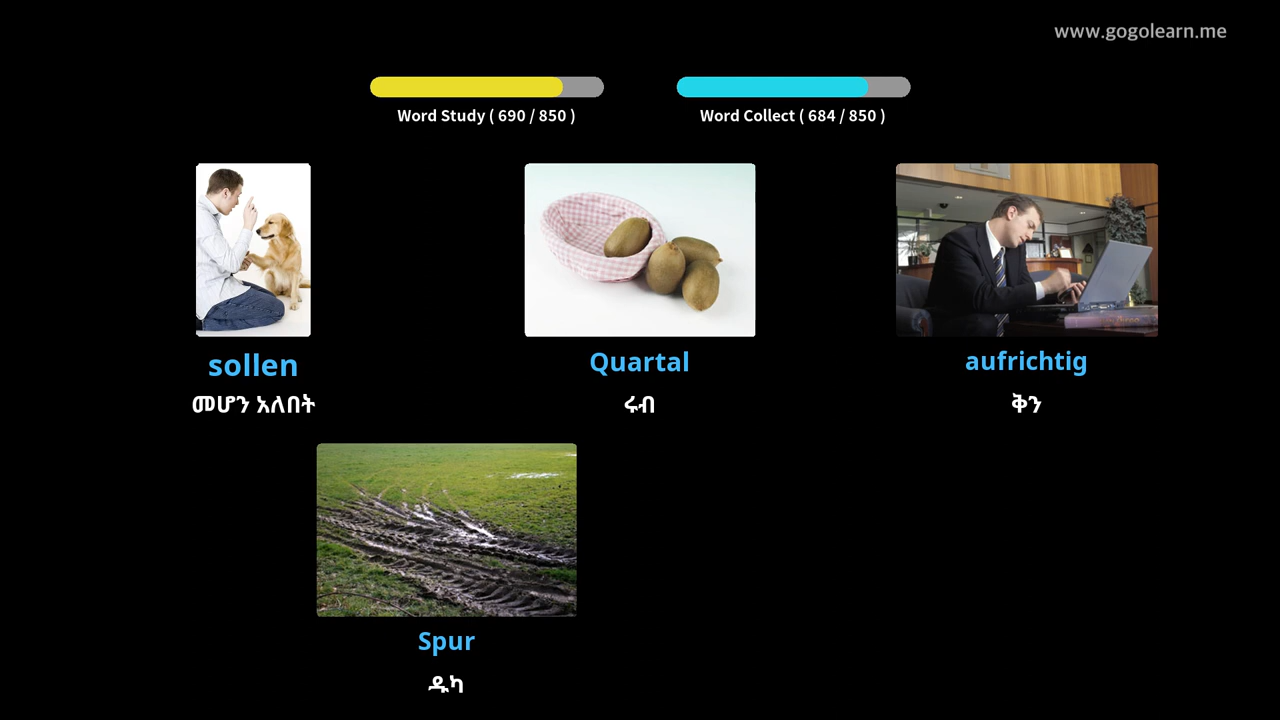 www.gogolearn.me
Word Study ( 690 / 850 )
Word Collect ( 684 / 850 )
sollen
መሆን አለበት
Quartal
ሩብ
aufrichtig
ቅን
Spur
ዱካ